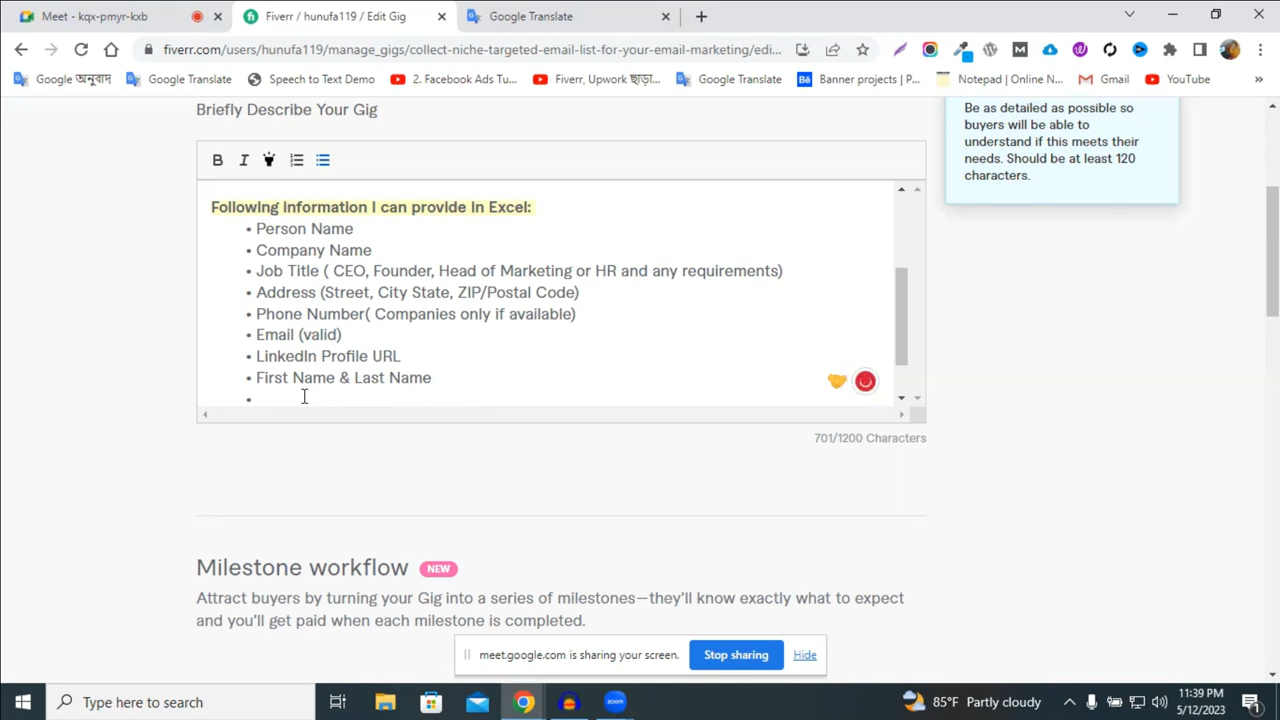 Meet - kqx-pmyr-kxb
Fiverr / hunufa119 / Edit Gig
Google Translate
fiverr.com/users/hunufa119/manage_gigs/collect-niche-targeted-email-list-for-your-email-marketing/edi...
Google অনুবাদ
Google Translate
Speech to Text Demo
2. Facebook Ads Tu...
Fiverr, Upwork ছাড়া...
Google Translate
Banner projects | P...
Notepad | Online N...
Gmail
YouTube
Briefly Describe Your Gig
Be as detailed as possible so
buyers will be able to
understand if this meets their
needs. Should be at least 120
characters.
B I
Following Information I can provide in Excel:
• Person Name
• Company Name
• Job Title ( CEO, Founder, Head of Marketing or HR and any requirements)
• Address (Street, City State, ZIP/Postal Code)
• Phone Number( Companies only if available)
• Email (valid)
• LinkedIn Profile URL
• First Name & Last Name
•
701/1200 Characters
Milestone workflow NEW
Attract buyers by turning your Gig into a series of milestones—they'll know exactly what to expect
and you'll get paid when each milestone is completed.
meet.google.com is sharing your screen.
Stop sharing
Hide
Type here to search
zoom
85°F Partly cloudy
11:39 PM
5/12/2023